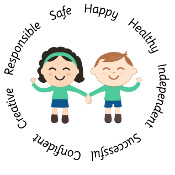 Safe
Happy
Healthy
Independent
Successful
Confident
Creative
Responsible